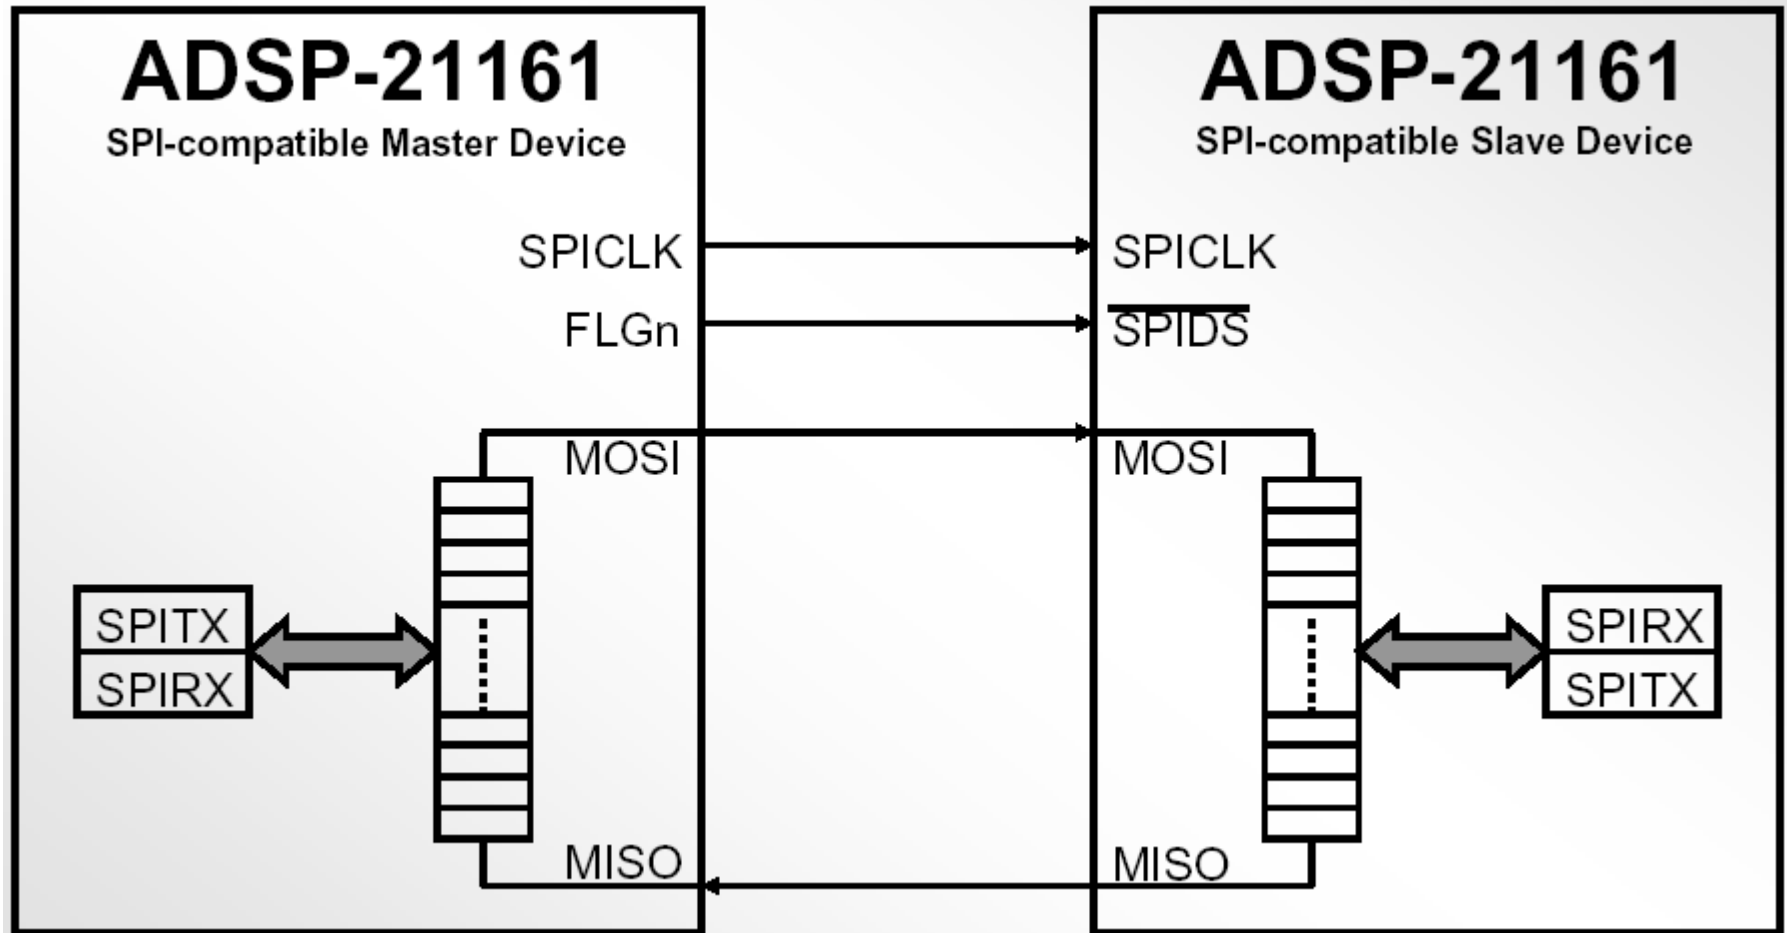 ADSP-21161
SPI-compatible Master Device
SPICLK
FLGn
MOSI
SPITX
SPIRX
MISO
ADSP-21161
SPI-compatible Slave Device
SPICLK
S̅P̅I̅D̅S̅
MOSI
SPIRX
SPITX
MISO